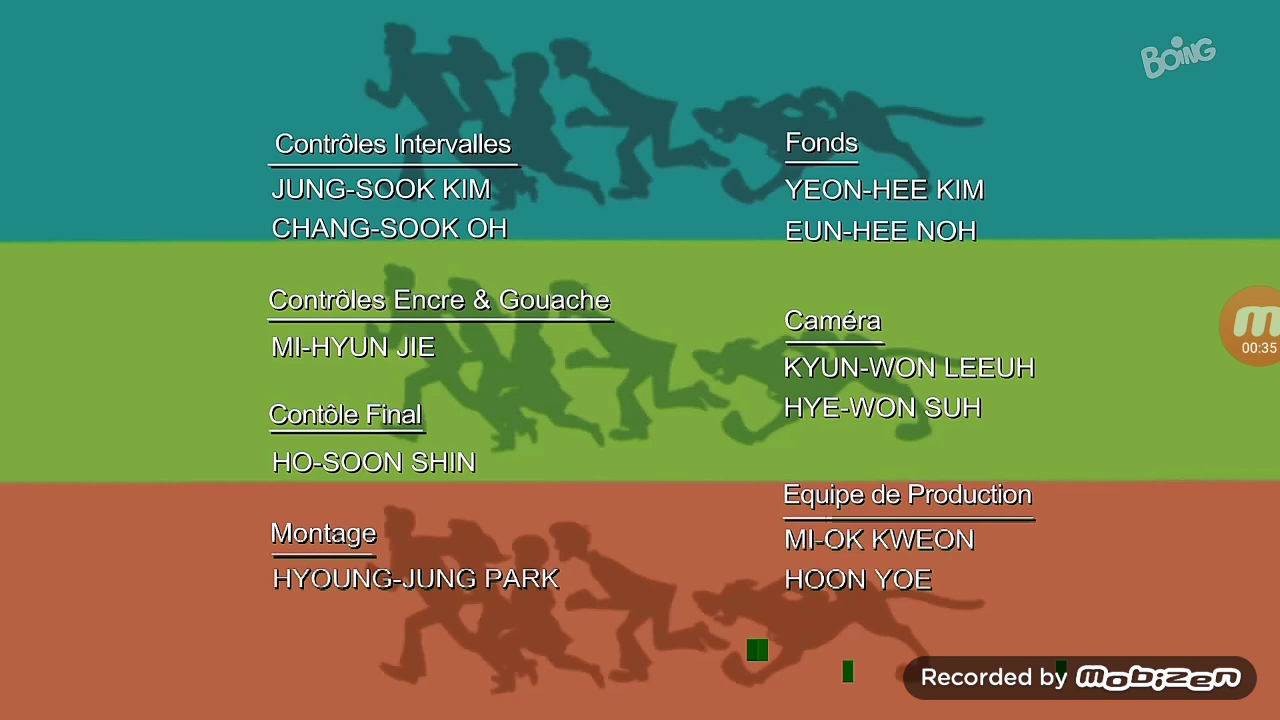 BOING
Contrôles Intervalles
JUNG-SOOK KIM
CHANG-SOOK OH
Contrôles Encre & Gouache
MI-HYUN JIE
Contôle Final
HO-SOON SHIN
Montage
HYOUNG-JUNG PARK
Fonds
YEON-HEE KIM
EUN-HEE NOH
Caméra
KYUN-WON LEEUH
HYE-WON SUH
Equipe de Production
MI-OK KWEON
HOON YOE
m
00:35
Recorded by mobizen